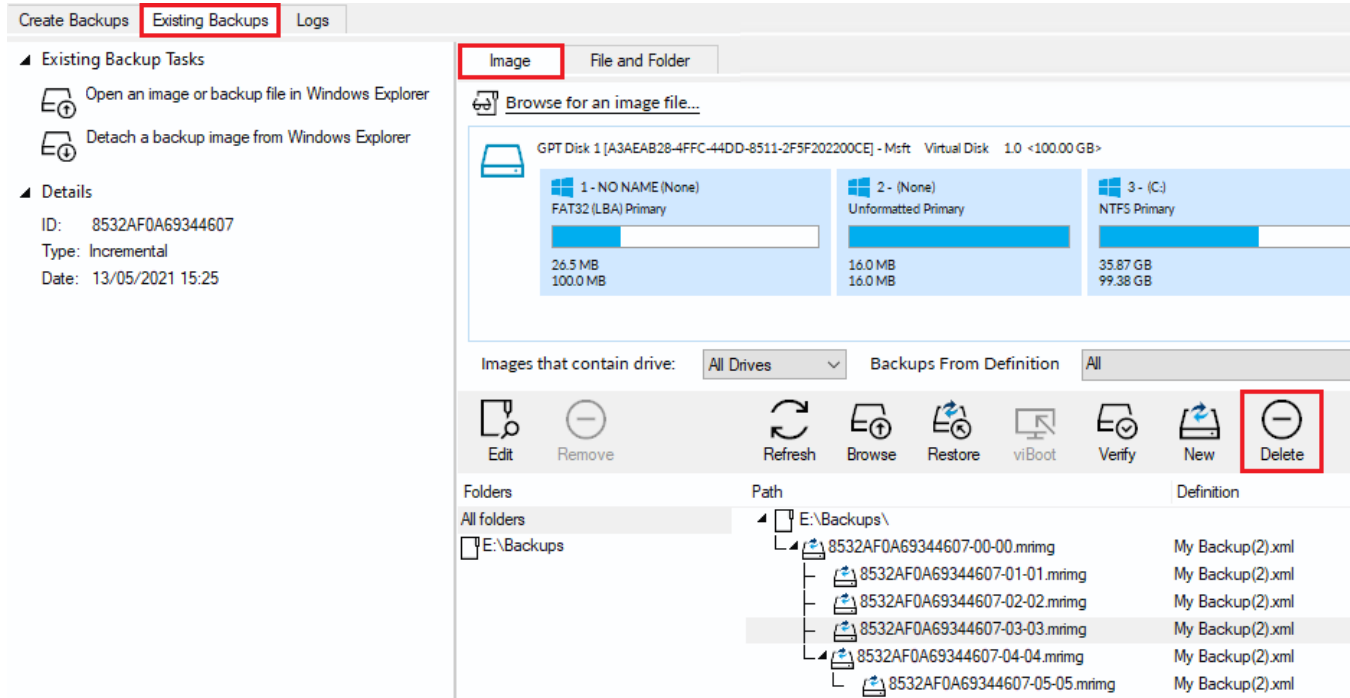 Create Backups Existing Backups Logs
Existing Backup Tasks
Open an image or backup file in Windows Explorer
Detach a backup image from Windows Explorer
Details
ID: 8532AF0A69344607
Type: Incremental
Date: 13/05/2021 15:25
Image File and Folder
Browse for an image file...
GPT Disk 1 [A3AEAB28-4FFC-44DD-8511-2F5F202200CE] - Msft Virtual Disk 1.0 <100.00 GB>
1 - NO NAME (None)
FAT32 (LBA) Primary
26.5 MB
100.0 MB
2 - (None)
Unformatted Primary
16.0 MB
16.0 MB
3 - (C:)
NTFS Primary
35.87 GB
99.38 GB
Images that contain drive: All Drives Backups From Definition All
Edit Remove Refresh Browse Restore viBoot Verify New Delete
Folders
All folders
E:\Backups
Path Definition
E:\Backups\
8532AF0A69344607-00-00.mrimg My Backup(2).xml
8532AF0A69344607-01-01.mrimg My Backup(2).xml
8532AF0A69344607-02-02.mrimg My Backup(2).xml
8532AF0A69344607-03-03.mrimg My Backup(2).xml
8532AF0A69344607-04-04.mrimg My Backup(2).xml
8532AF0A69344607-05-05.mrimg My Backup(2).xml